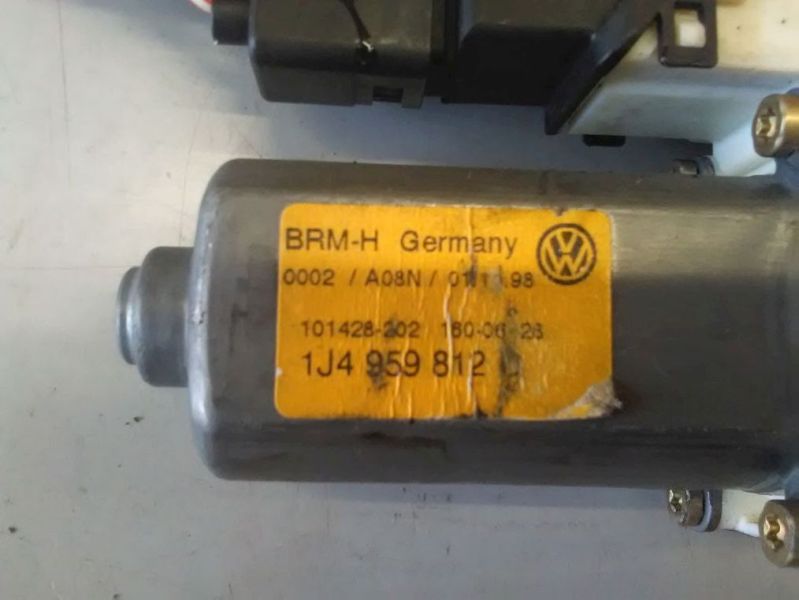 BRM-H Germany
0002 / A08N /
101428-202
1J4 959 812